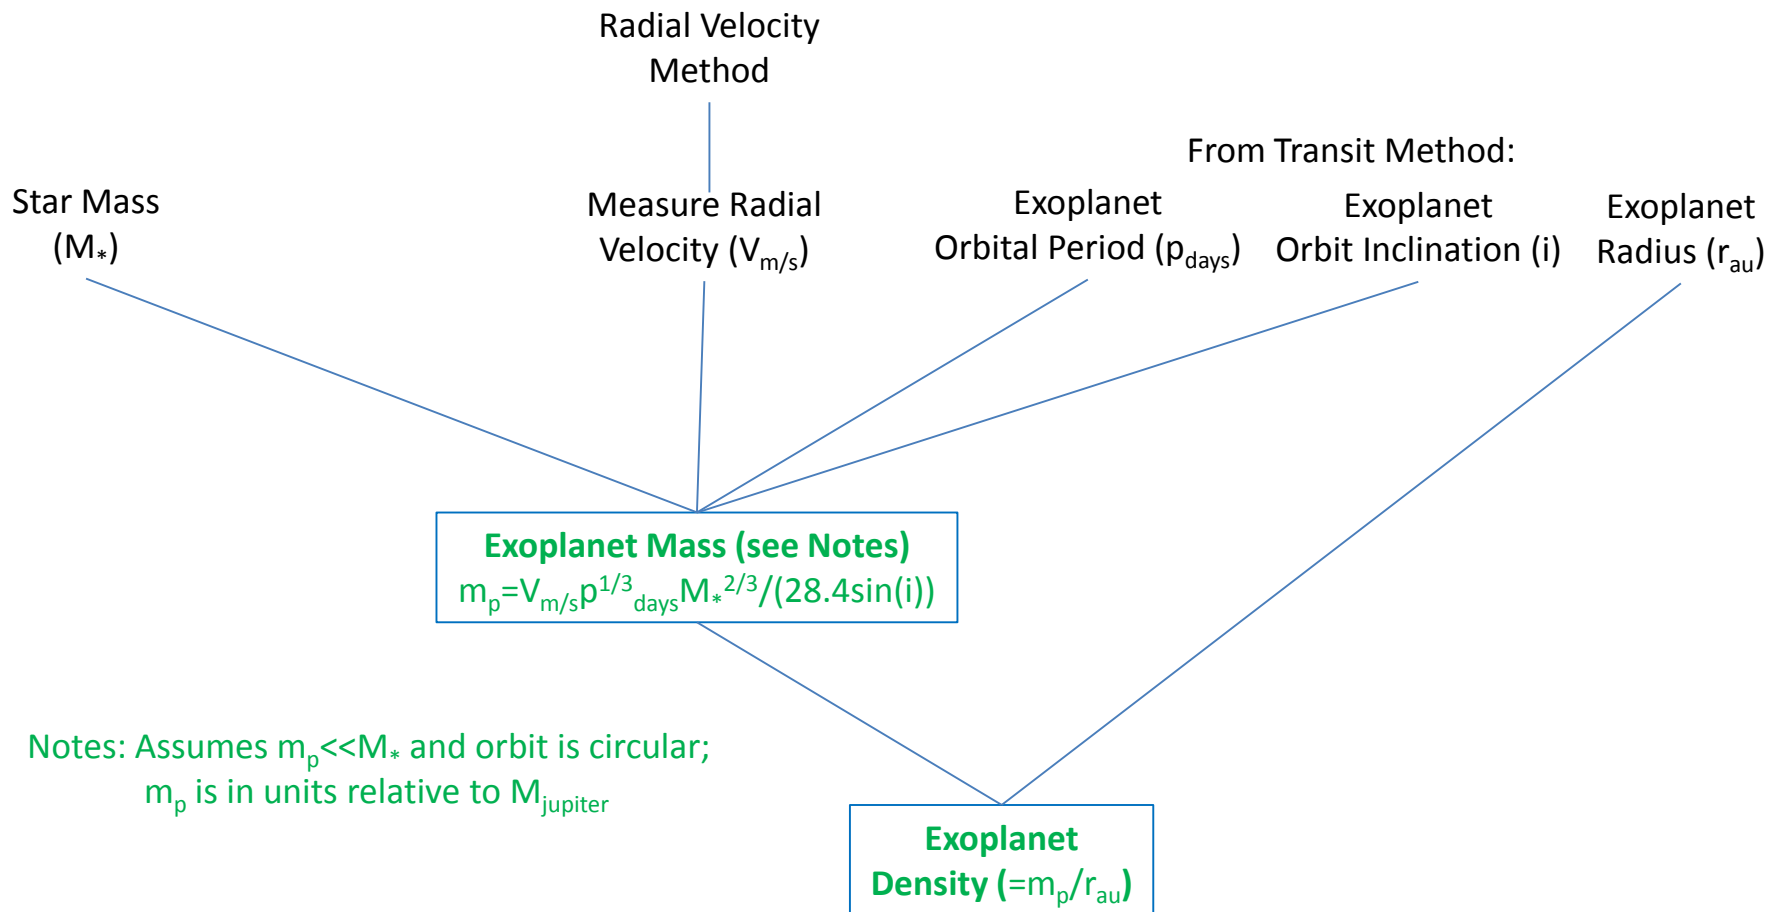 Radial Velocity
Method
From Transit Method:
Star Mass
(M*)
Measure Radial
Velocity (Vm/s)
Exoplanet
Orbital Period (pdays)
Exoplanet
Orbit Inclination (i)
Exoplanet
Radius (rau)
Exoplanet Mass (see Notes)
mp=Vm/sp1/3daysM*2/3/(28.4sin(i))
Notes: Assumes mp<<M* and orbit is circular;
mp is in units relative to Mjupiter
Exoplanet
Density (=mp/rau)